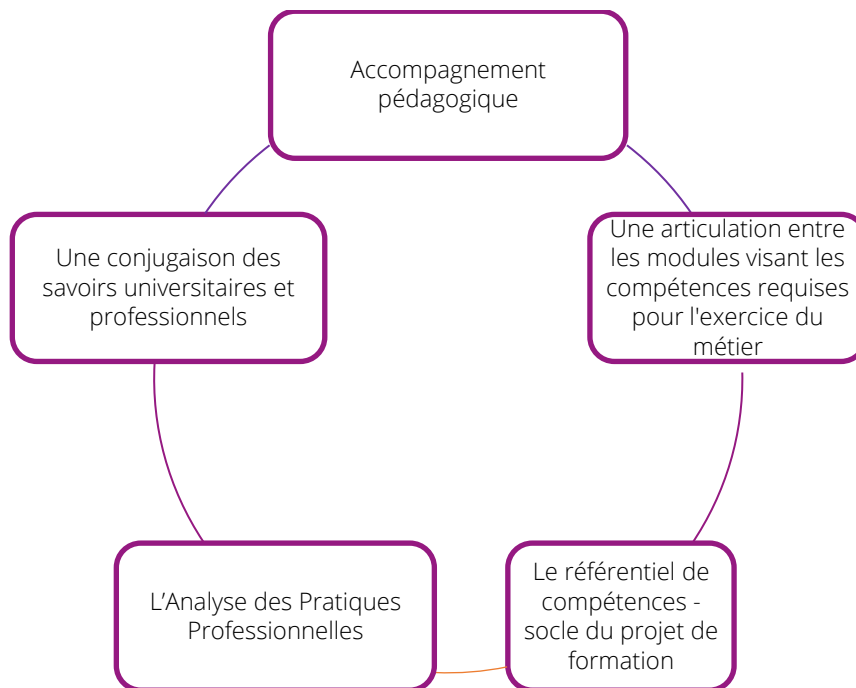 Accompagnement
pédagogique
Une conjugaison des
savoirs universitaires et
professionnels
Une articulation entre
les modules visant les
compétences requises
pour l'exercice du
métier
L’Analyse des Pratiques
Professionnelles
Le référentiel de
compétences -
socle du projet de
formation